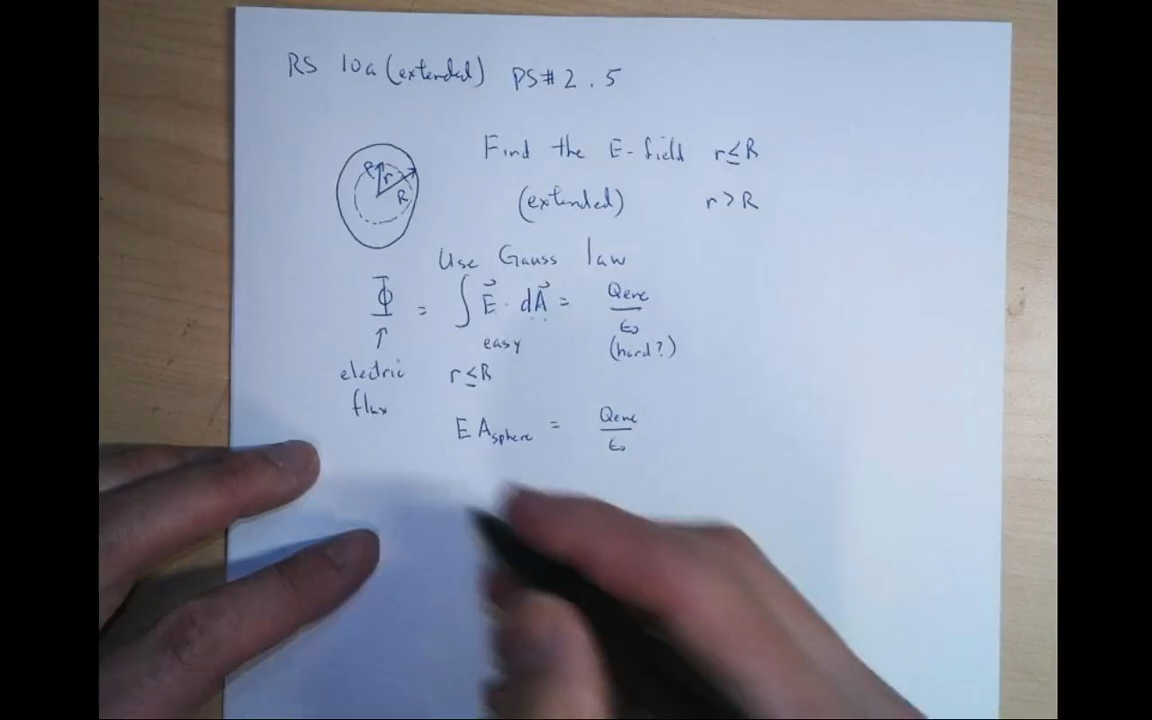 RS 10a (extended) PS# 2.5
Find the E-field r≤R
(extended) r>R
ρ r R
Use Gauss law
Φ = ∫ E⃗ · dA⃗ = Qenc/ε₀
↑ easy (hard?)
electric r≤R
flux
E A_sphere = Qenc/ε₀